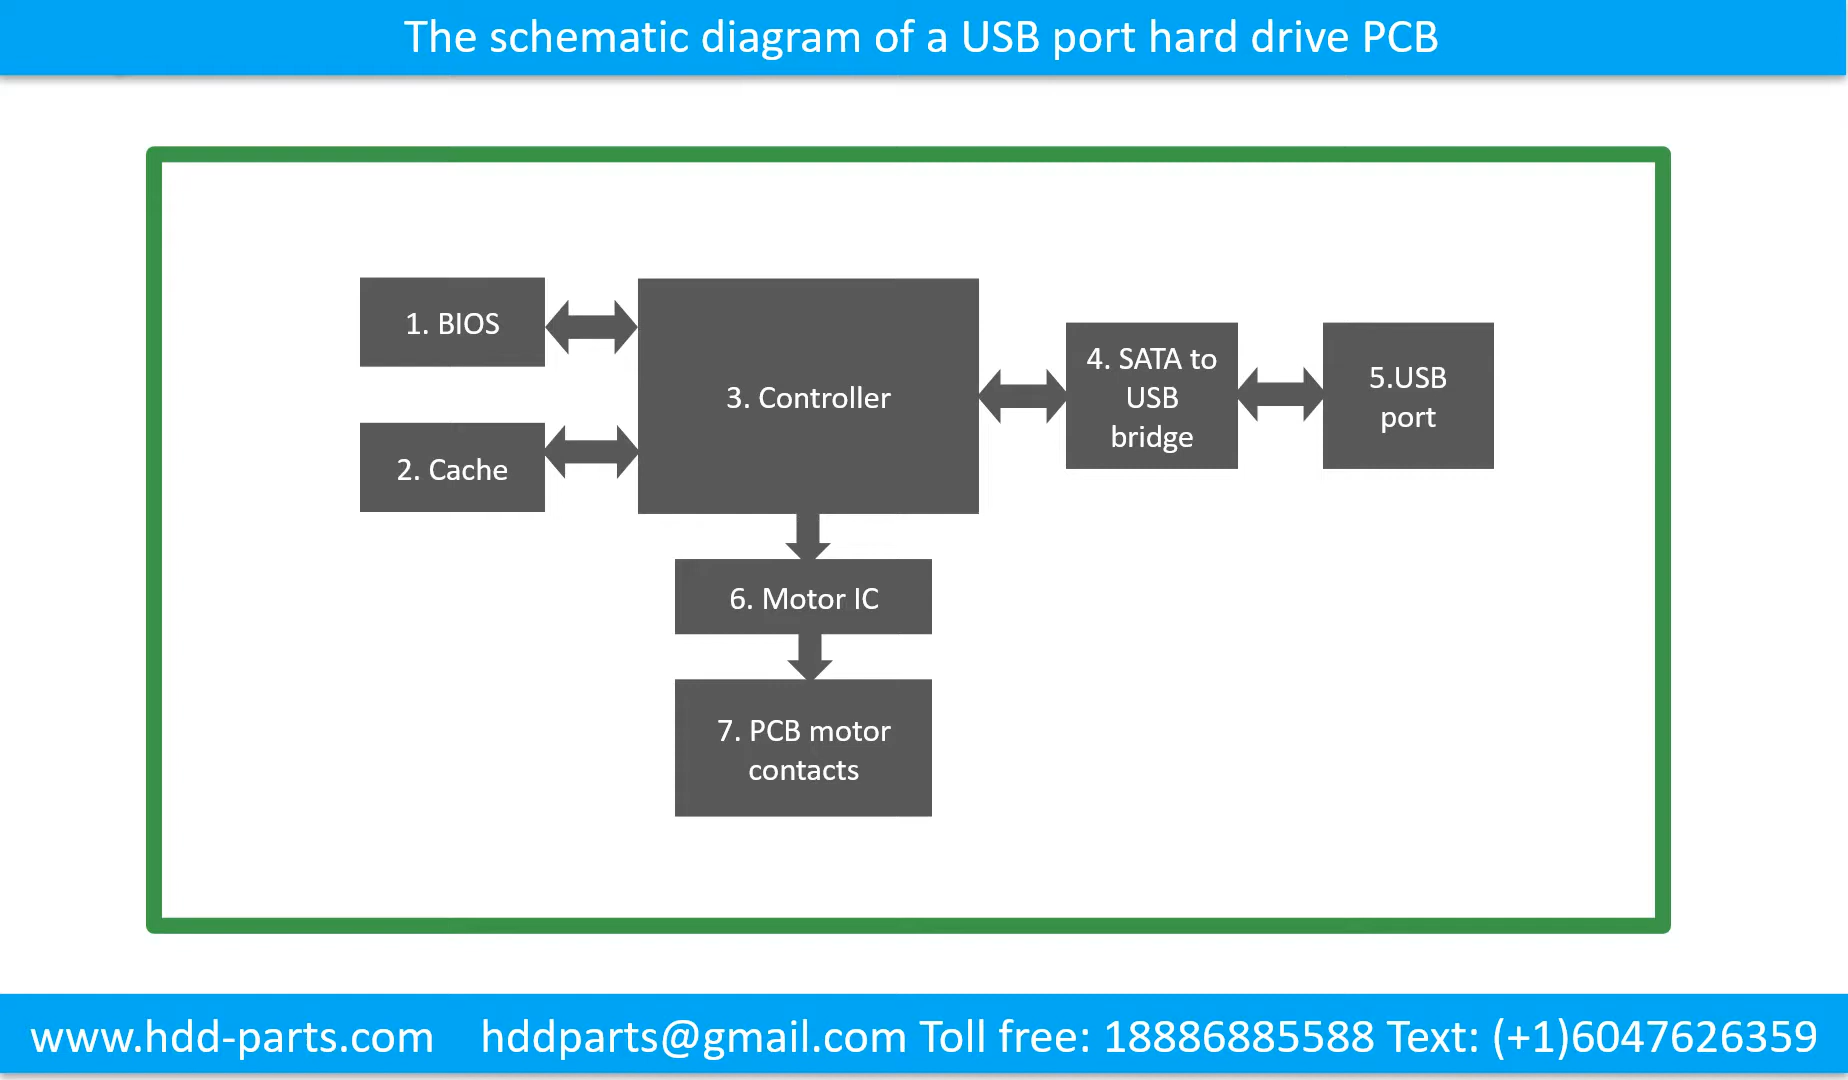 The schematic diagram of a USB port hard drive PCB
1. BIOS
2. Cache
3. Controller
4. SATA to
USB
bridge
5.USB
port
6. Motor IC
7. PCB motor
contacts
www.hdd-parts.com hddparts@gmail.com Toll free: 18886885588 Text: (+1)6047626359